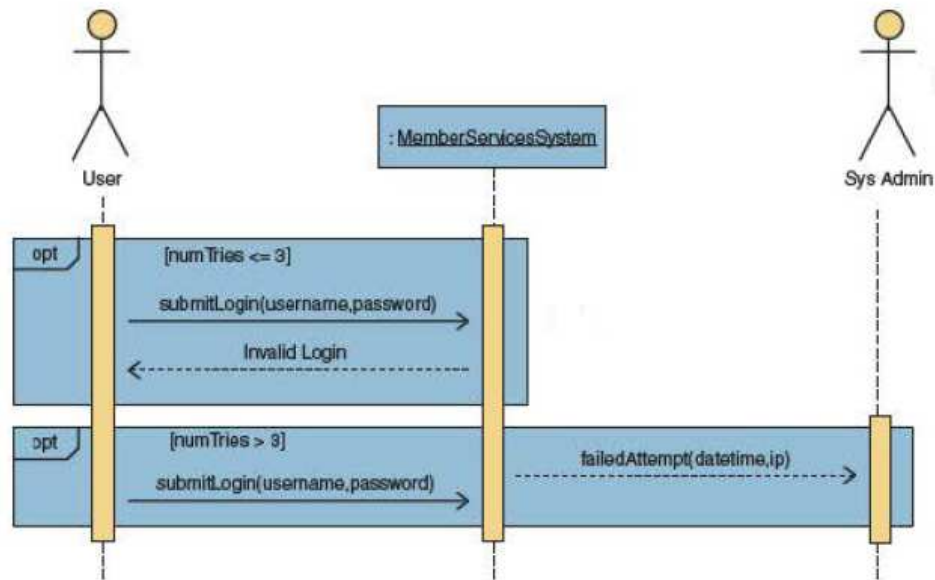 : MemberServicesSystem
User
Sys Admin
opt
[numTries <= 3]
submitLogin(username,password)
Invalid Login
opt
[numTries > 3]
failedAttempt(datetime,ip)
submitLogin(username,password)